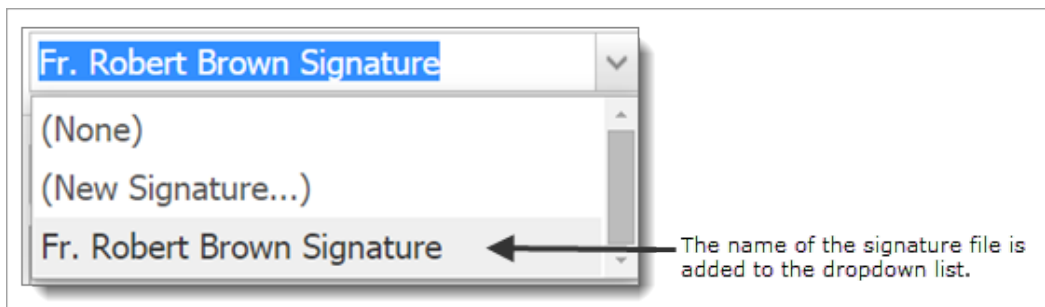 Fr. Robert Brown Signature
(None)
(New Signature...)
Fr. Robert Brown Signature
The name of the signature file is
added to the dropdown list.